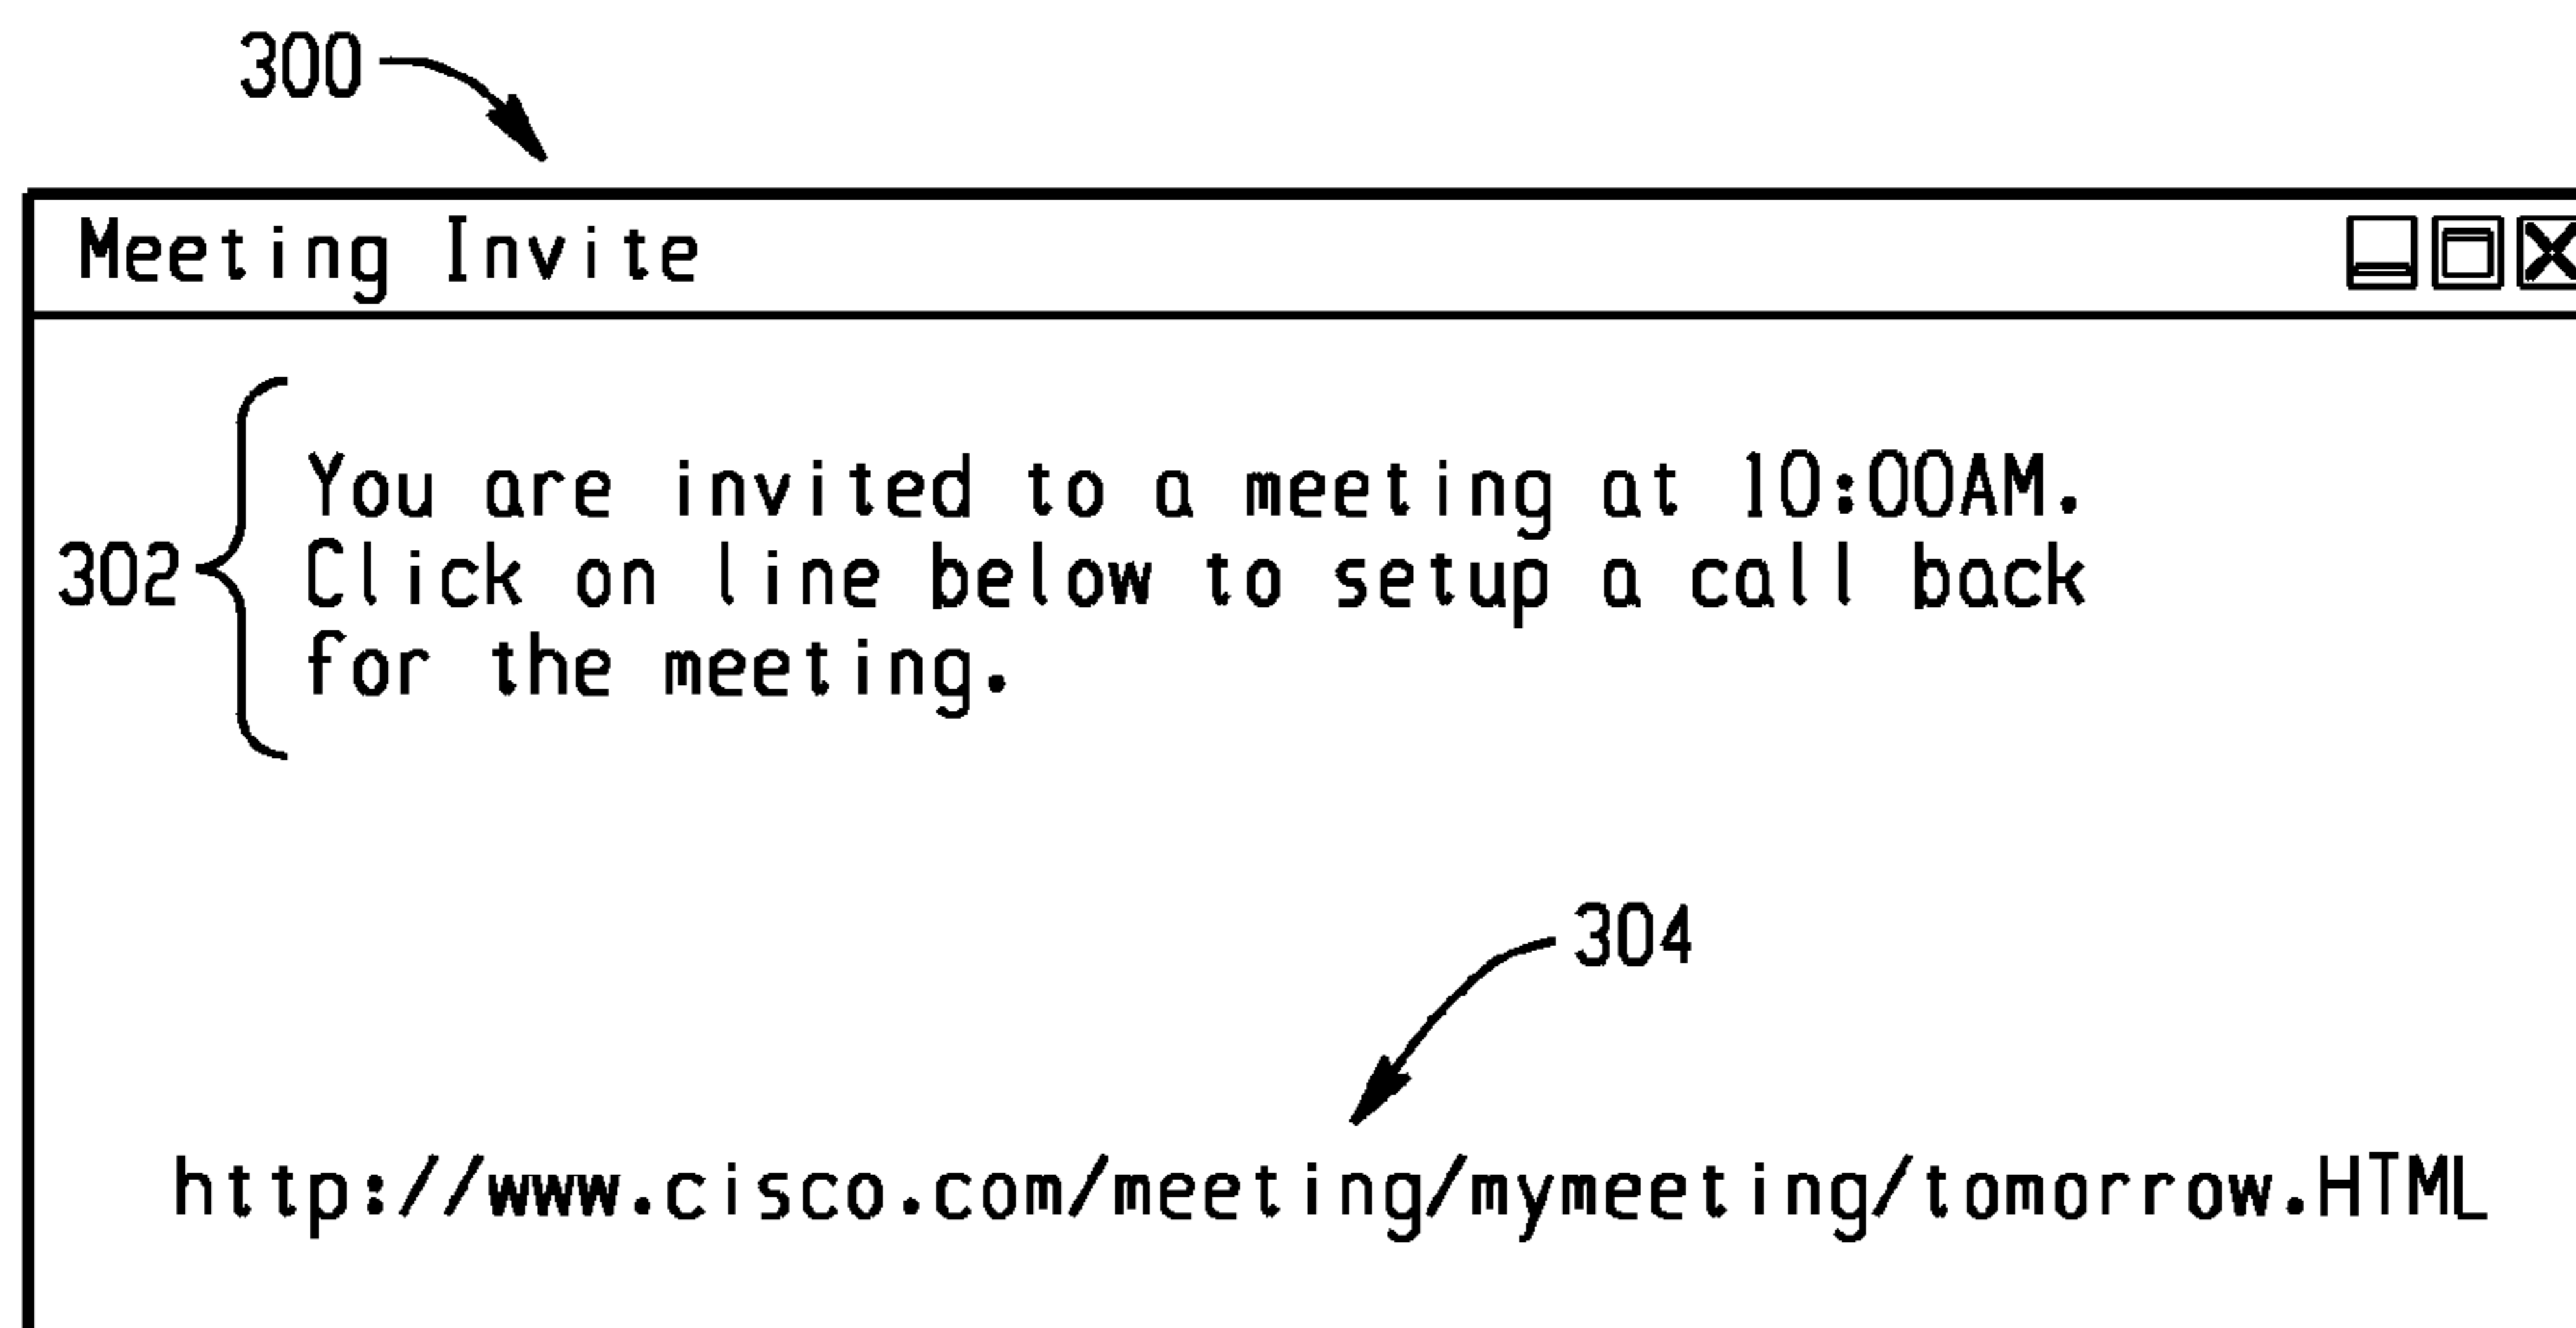 300
Meeting Invite
You are invited to a meeting at 10:00AM.
302 Click on line below to setup a call back
for the meeting.
304
http://www.cisco.com/meeting/mymeeting/tomorrow.HTML